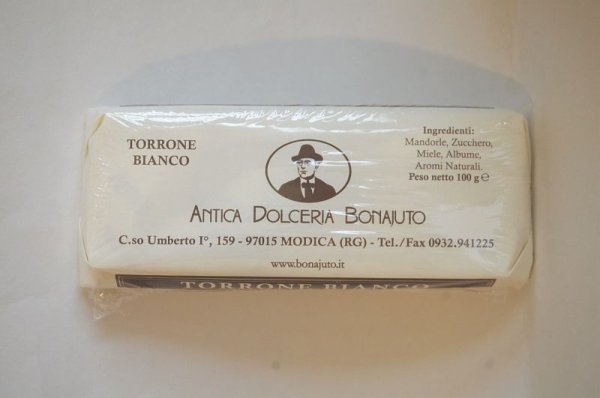 TORRONE
BIANCO
Ingredienti:
Mandorle, Zucchero,
Miele, Albume,
Aromi Naturali.
Peso netto 100 g ℮
ANTICA DOLCERIA BONAJUTO
C.so Umberto I°, 159 - 97015 MODICA (RG) - Tel./Fax 0932.941225
www.bonajuto.it
TORRONE BIANCO